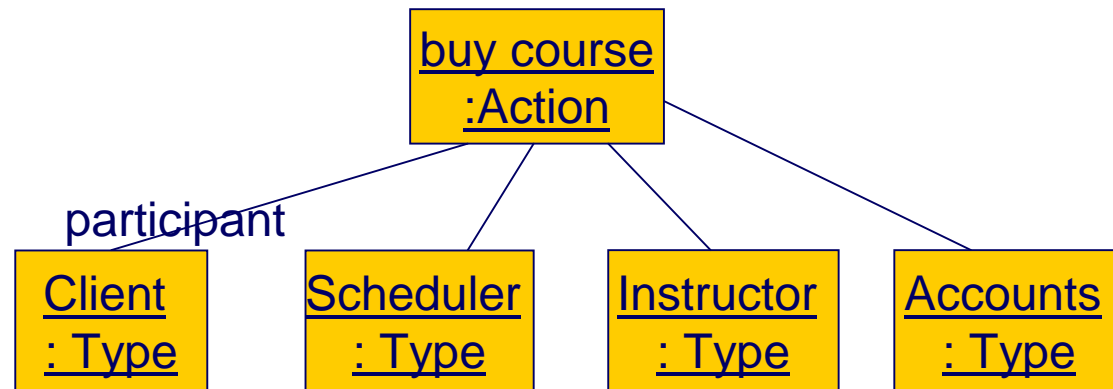 buy course
:Action
participant
Client
: Type
Scheduler
: Type
Instructor
: Type
Accounts
: Type